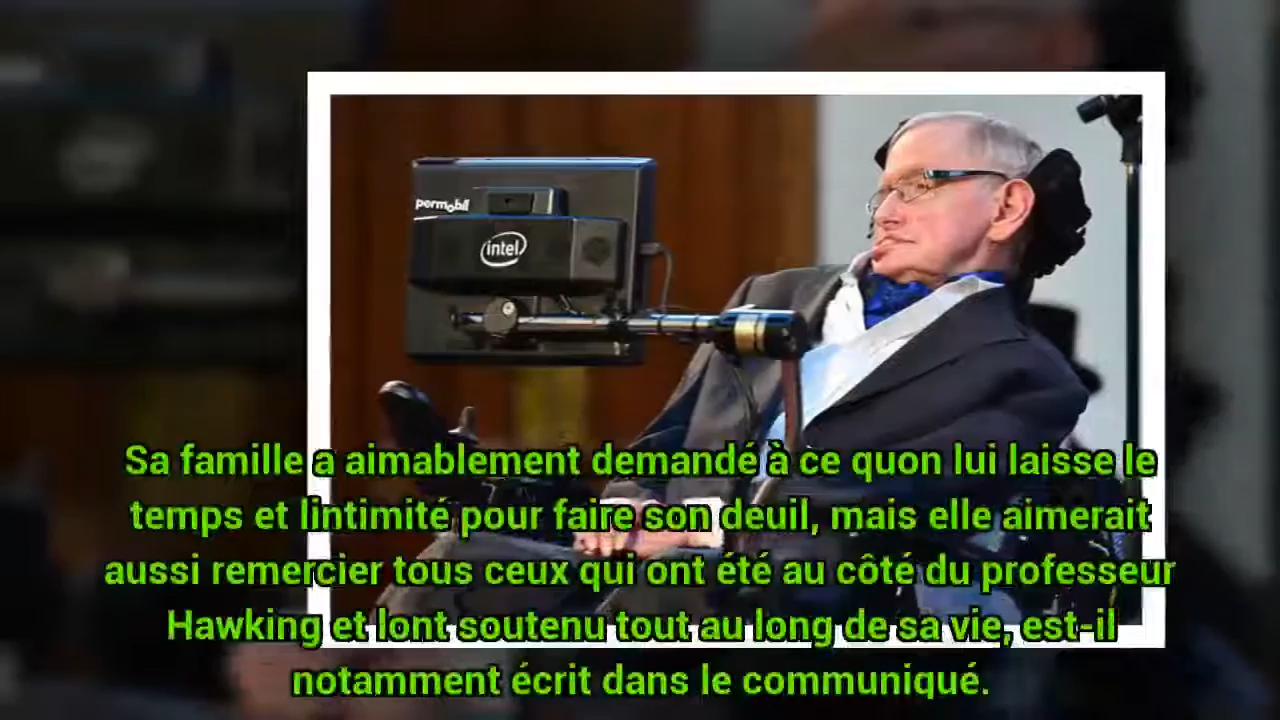 permobil
intel
Sa famille a aimablement demandé à ce quon lui laisse le
temps et lintimité pour faire son deuil, mais elle aimerait
aussi remercier tous ceux qui ont été au côté du professeur
Hawking et lont soutenu tout au long de sa vie, est-il
notamment écrit dans le communiqué.